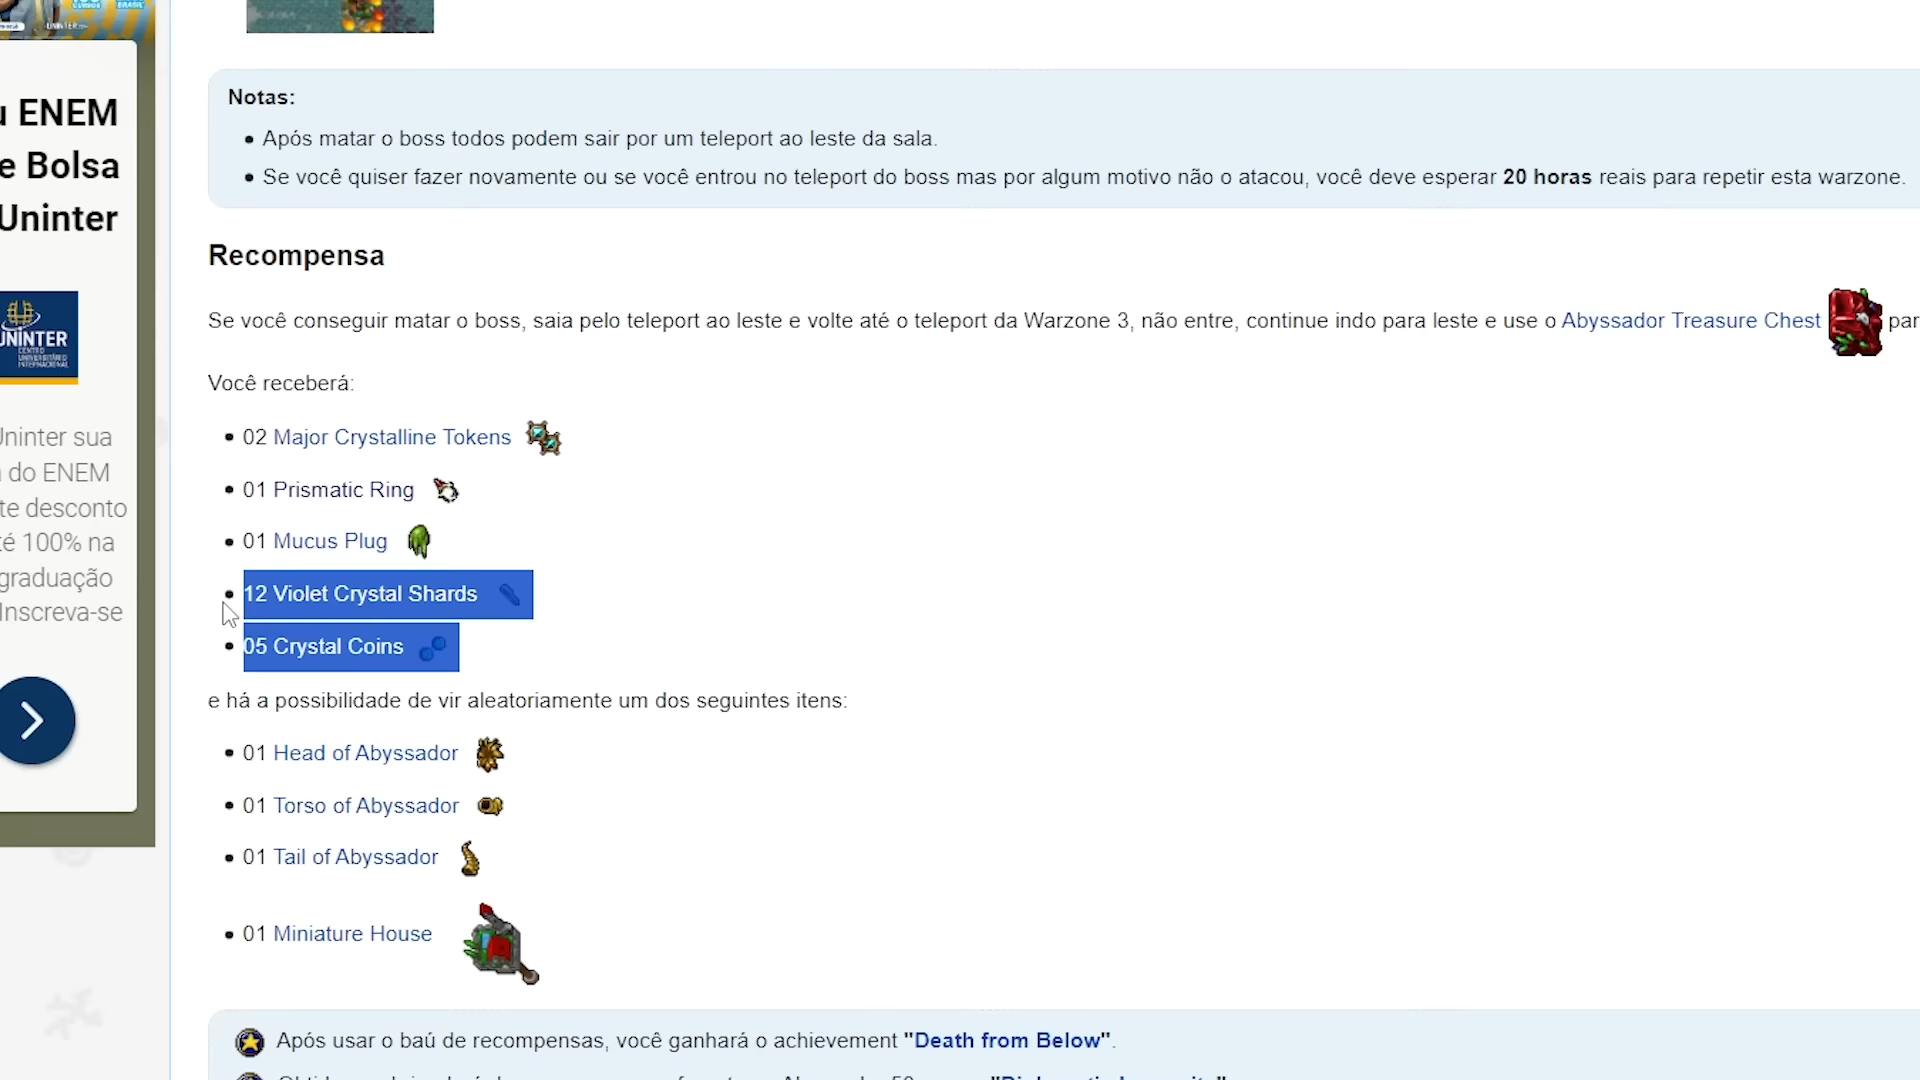 UNINTER
BRASIL
ENEM
e Bolsa
Uninter
UNINTER
CENTRO
UNIVERSITÁRIO
INTERNACIONAL
Uninter sua
do ENEM
te desconto
té 100% na
graduação
Inscreva-se
Notas:
Após matar o boss todos podem sair por um teleport ao leste da sala.
Se você quiser fazer novamente ou se você entrou no teleport do boss mas por algum motivo não o atacou, você deve esperar 20 horas reais para repetir esta warzone.
Recompensa
Se você conseguir matar o boss, saia pelo teleport ao leste e volte até o teleport da Warzone 3, não entre, continue indo para leste e use o Abyssador Treasure Chest par
Você receberá:
02 Major Crystalline Tokens
01 Prismatic Ring
01 Mucus Plug
12 Violet Crystal Shards
05 Crystal Coins
e há a possibilidade de vir aleatoriamente um dos seguintes itens:
01 Head of Abyssador
01 Torso of Abyssador
01 Tail of Abyssador
01 Miniature House
Após usar o baú de recompensas, você ganhará o achievement "Death from Below".